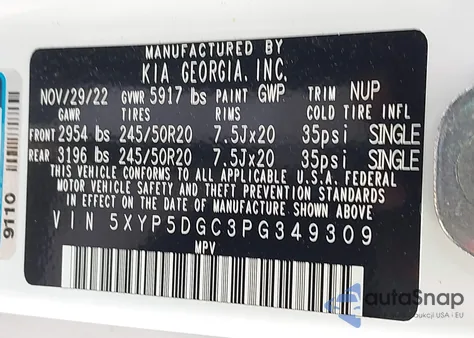 MANUFACTURED BY
KIA GEORGIA, INC.
NOV/29/22 GVWR 5917 lbs PAINT GWP TRIM NUP
GAWR TIRES RIMS COLD TIRE INFL
FRONT 2954 lbs 245/50R20 7.5Jx20 35psi SINGLE
REAR 3196 lbs 245/50R20 7.5Jx20 35psi SINGLE
THIS VEHICLE CONFORMS TO ALL APPLICABLE U.S.A. FEDERAL
MOTOR VEHICLE SAFETY AND THEFT PREVENTION STANDARDS
IN EFFECT ON THE DATE OF MANUFACTURE SHOWN ABOVE.
VIN 5XYP5DGC3PG349309
MPV
9110
autaSnap
USA i EU